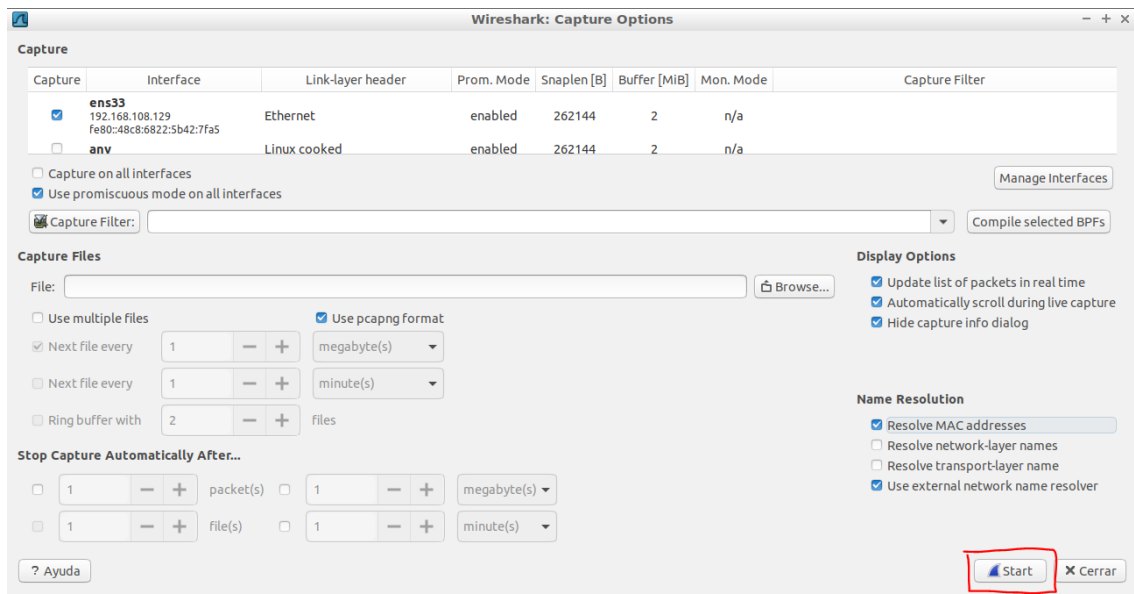 Wireshark: Capture Options
Capture
Capture Interface Link-layer header Prom. Mode Snaplen [B] Buffer [MiB] Mon. Mode Capture Filter
ens33
192.168.108.129 Ethernet enabled 262144 2 n/a
fe80::48c8:6822:5b42:7fa5
any Linux cooked enabled 262144 2 n/a
Capture on all interfaces
Manage Interfaces
Use promiscuous mode on all interfaces
Capture Filter: Compile selected BPFs
Capture Files
File: Browse...
Use multiple files Use pcapng format
Next file every 1 megabyte(s)
Next file every 1 minute(s)
Ring buffer with 2 files
Stop Capture Automatically After...
1 packet(s) 1 megabyte(s)
1 file(s) 1 minute(s)
Display Options
Update list of packets in real time
Automatically scroll during live capture
Hide capture info dialog
Name Resolution
Resolve MAC addresses
Resolve network-layer names
Resolve transport-layer name
Use external network name resolver
? Ayuda Start Cerrar